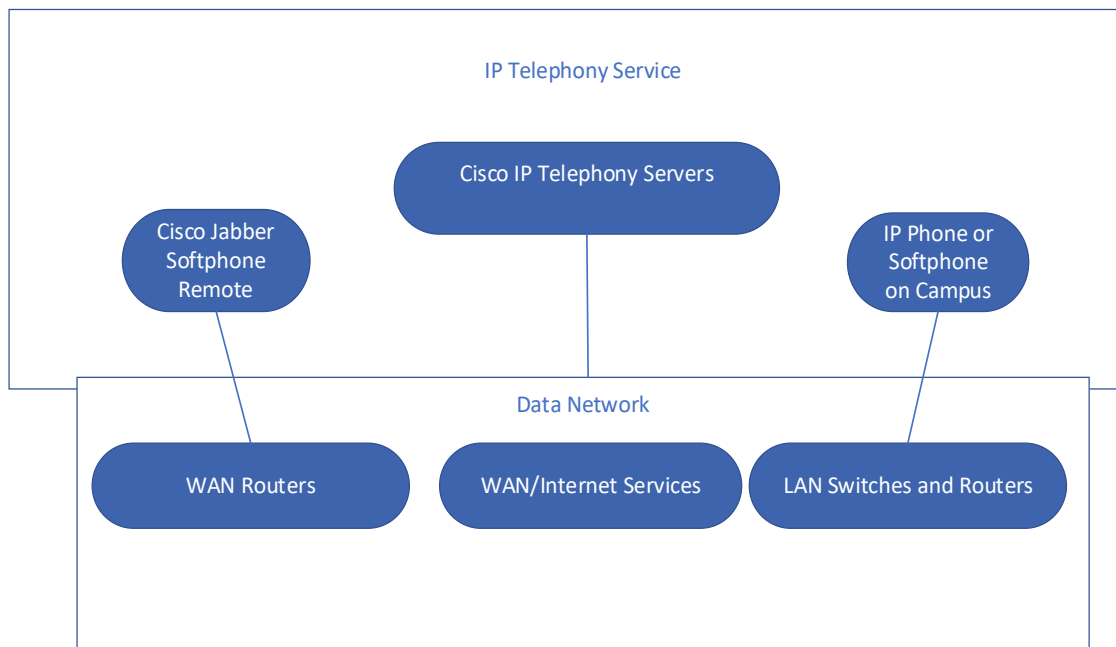 IP Telephony Service
Cisco IP Telephony Servers
Cisco Jabber
Softphone
Remote
IP Phone or
Softphone
on Campus
Data Network
WAN Routers
WAN/Internet Services
LAN Switches and Routers